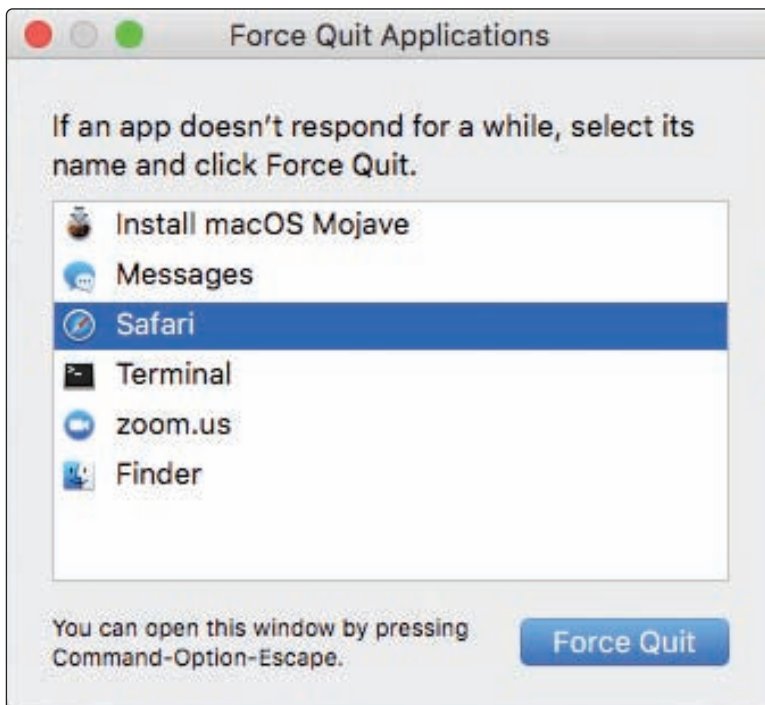 Force Quit Applications
If an app doesn’t respond for a while, select its
name and click Force Quit.
Install macOS Mojave
Messages
Safari
Terminal
zoom.us
Finder
You can open this window by pressing
Command-Option-Escape.
Force Quit